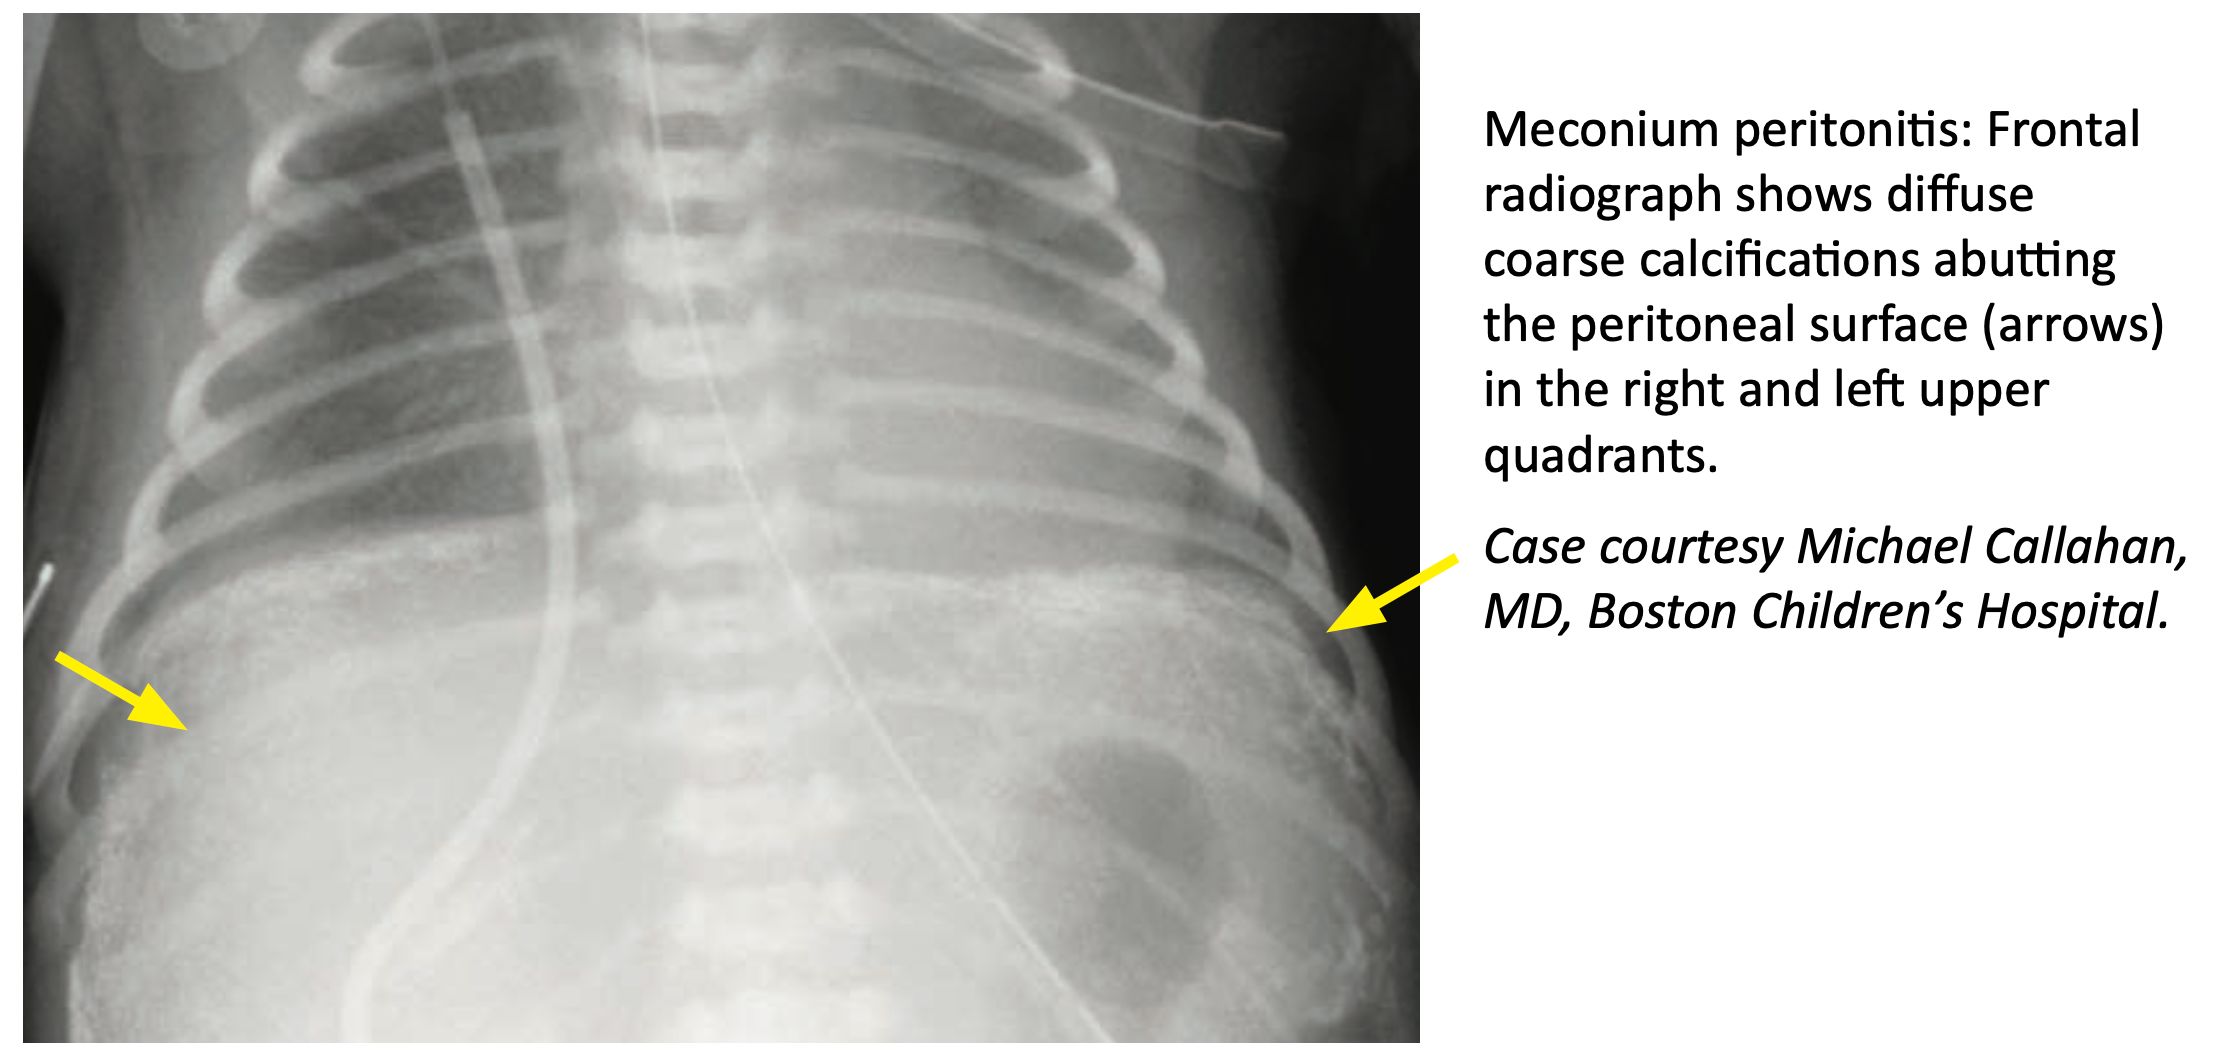 Meconium peritonitis: Frontal
radiograph shows diffuse
coarse calcifications abutting
the peritoneal surface (arrows)
in the right and left upper
quadrants.
Case courtesy Michael Callahan,
MD, Boston Children’s Hospital.